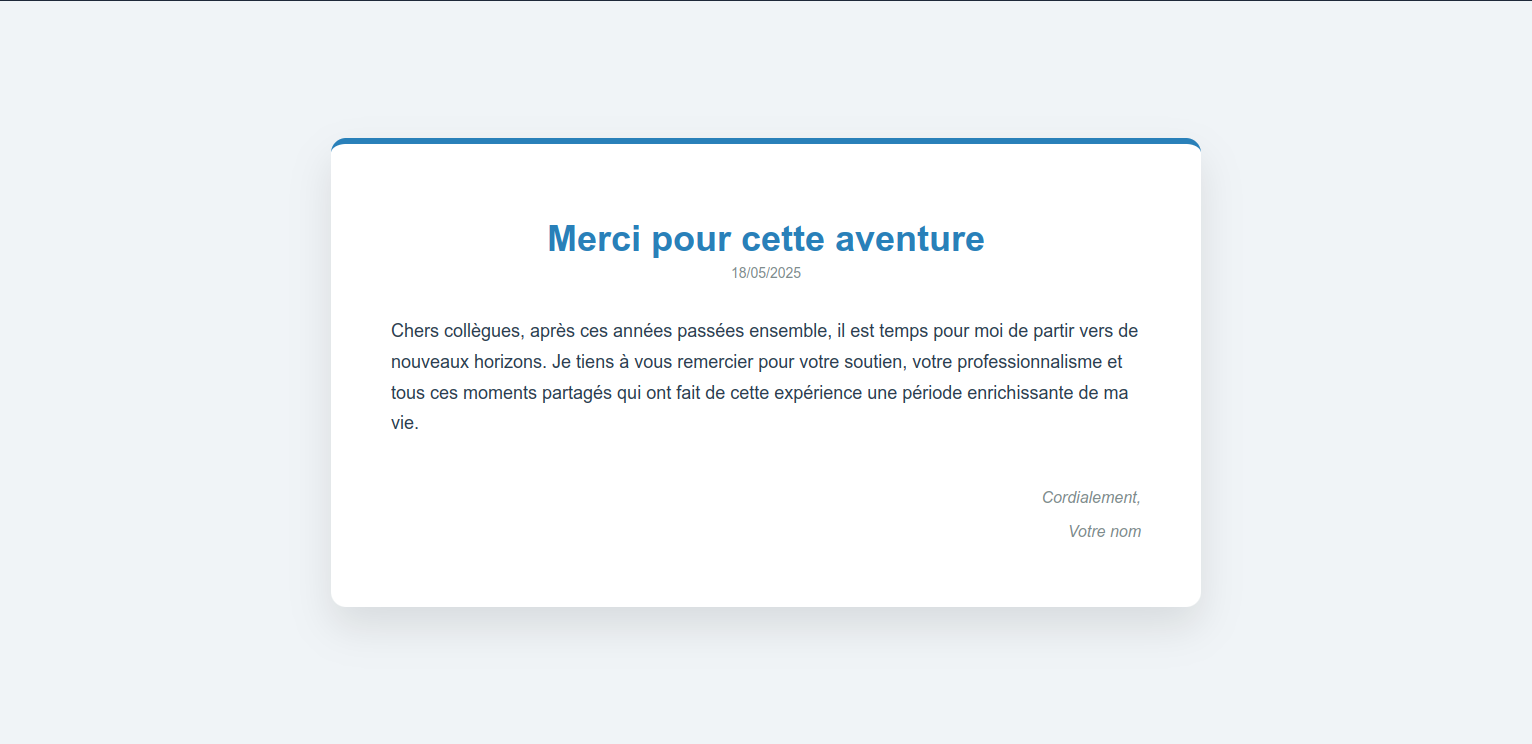 Merci pour cette aventure
18/05/2025
Chers collègues, après ces années passées ensemble, il est temps pour moi de partir vers de
nouveaux horizons. Je tiens à vous remercier pour votre soutien, votre professionnalisme et
tous ces moments partagés qui ont fait de cette expérience une période enrichissante de ma
vie.
Cordialement,
Votre nom